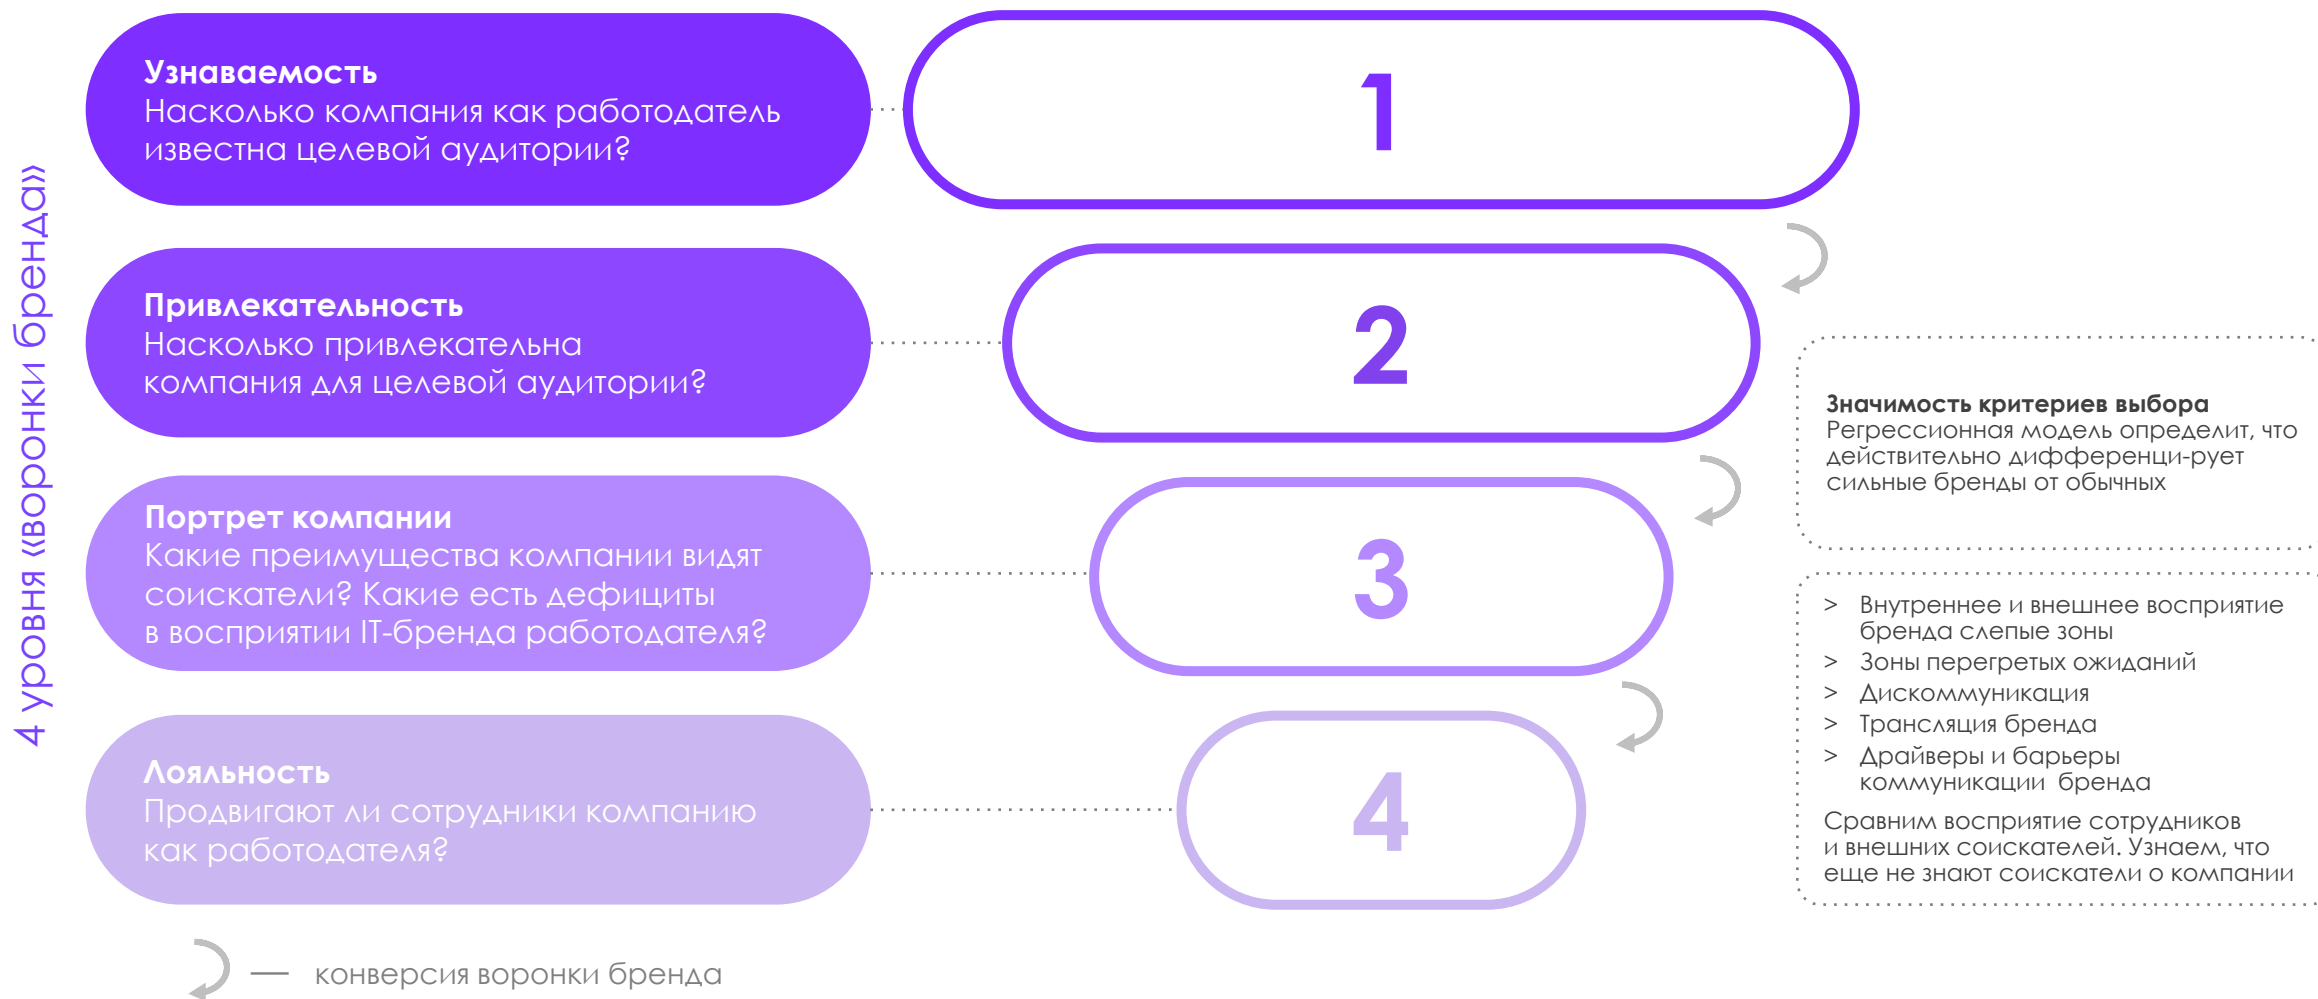 4 уровня «воронки бренда»
Узнаваемость
Насколько компания как работодатель
известна целевой аудитории?
1
Привлекательность
Насколько привлекательна
компания для целевой аудитории?
2
Портрет компании
Какие преимущества компании видят
соискатели? Какие есть дефициты
в восприятии IT-бренда работодателя?
3
Лояльность
Продвигают ли сотрудники компанию
как работодателя?
4
Значимость критериев выбора
Регрессионная модель определит, что
действительно дифференци-рует
сильные бренды от обычных
> Внутреннее и внешнее восприятие
бренда слепые зоны
> Зоны перегретых ожиданий
> Дискоммуникация
> Трансляция бренда
> Драйверы и барьеры
коммуникации бренда
Сравним восприятие сотрудников
и внешних соискателей. Узнаем, что
еще не знают соискатели о компании
— конверсия воронки бренда